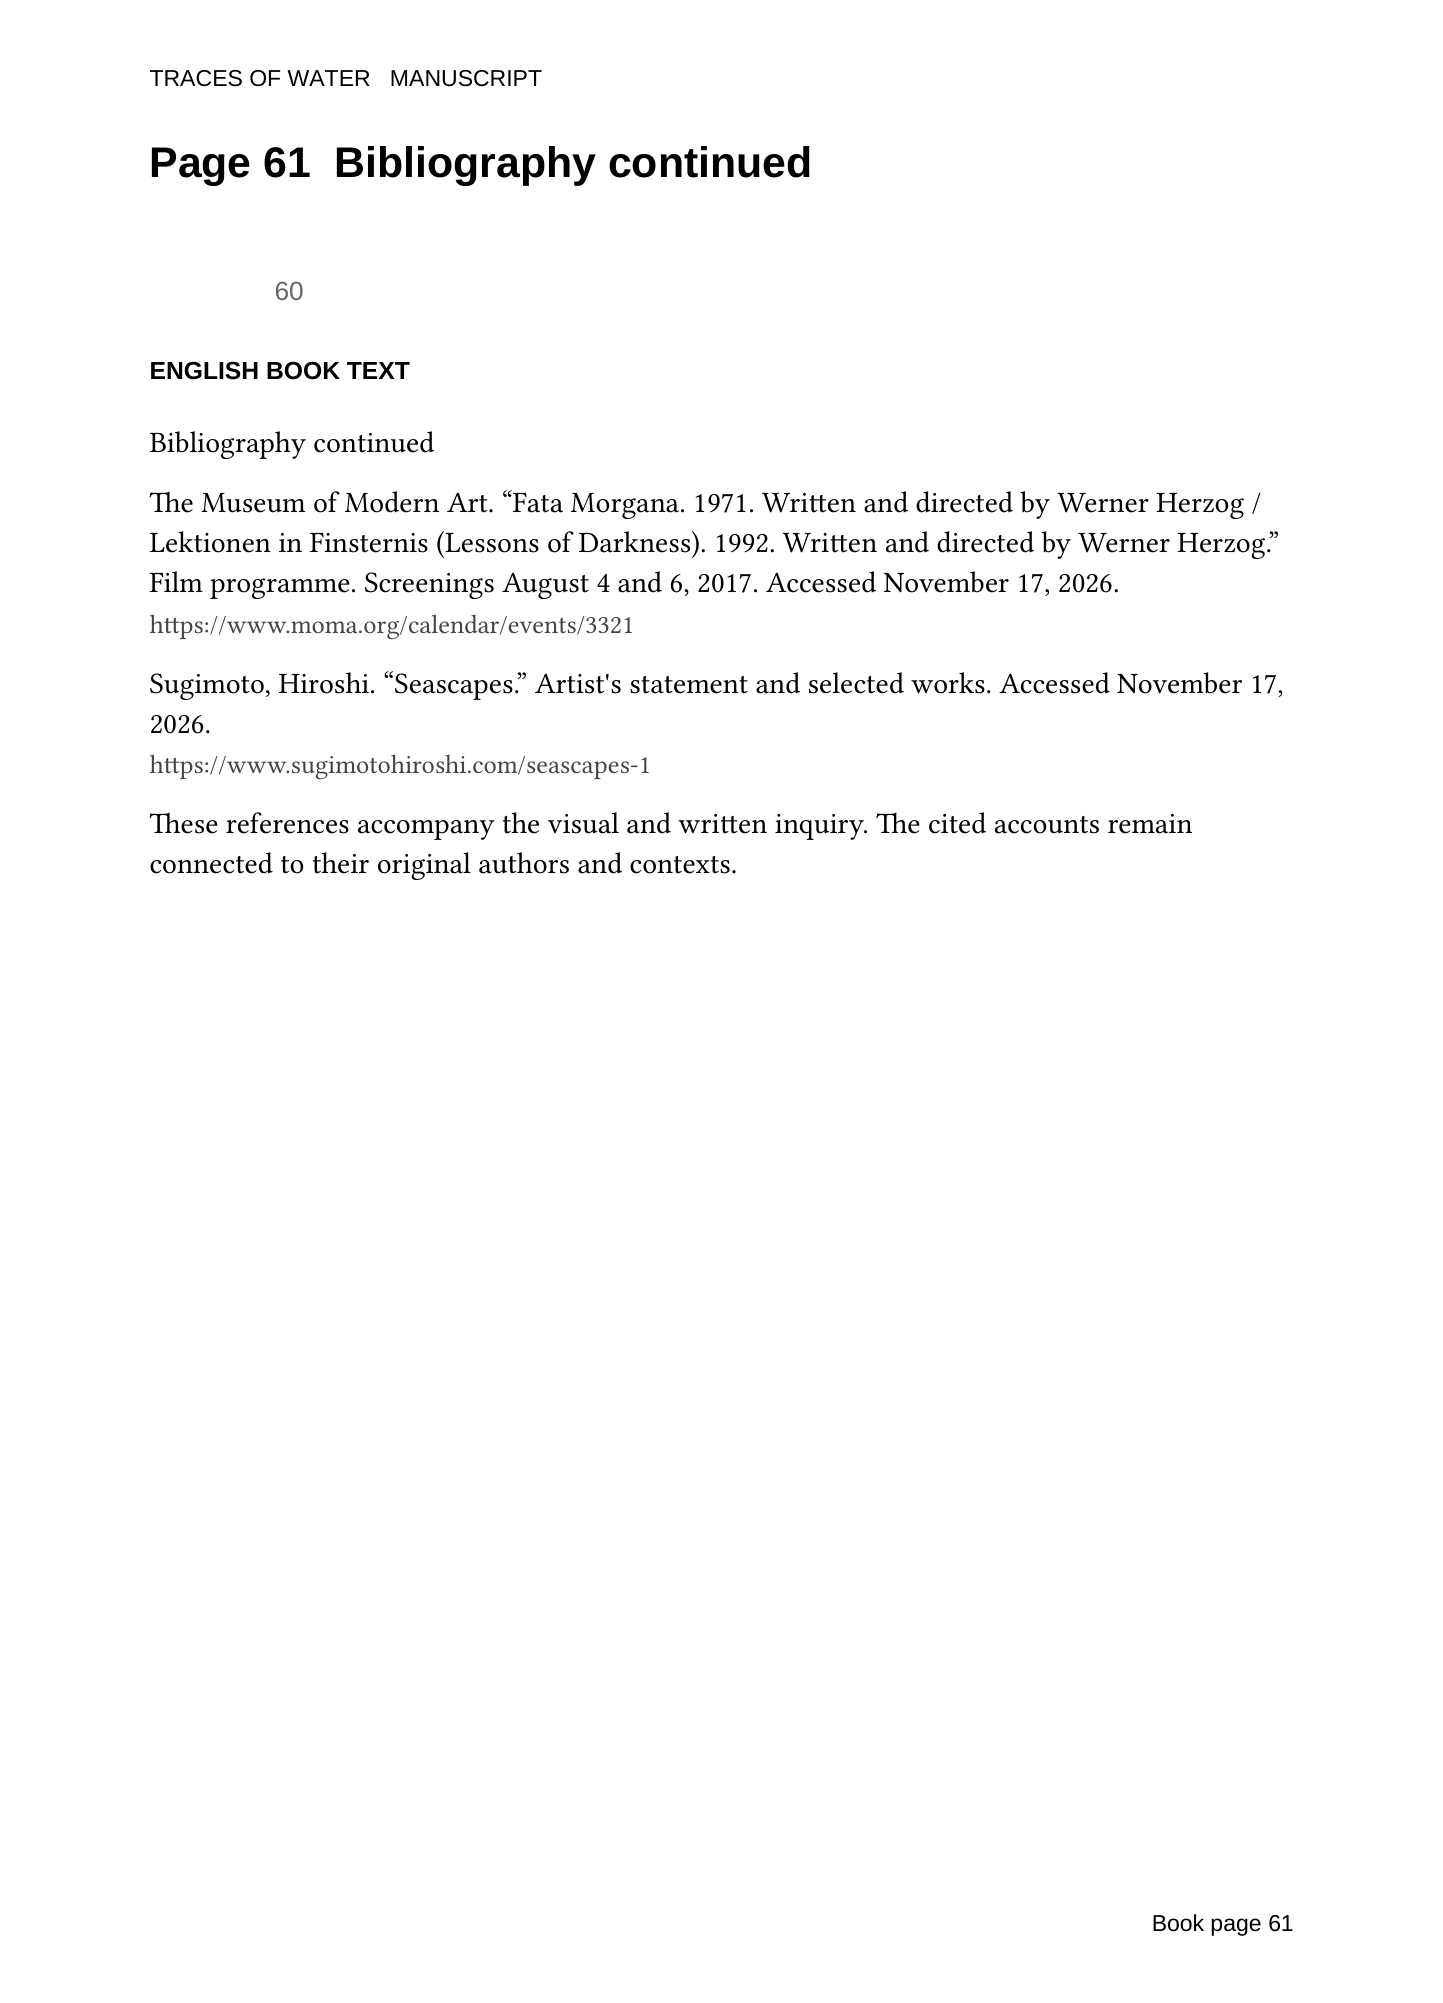 TRACES OF WATER   MANUSCRIPT
Page 61  Bibliography continued
60
ENGLISH BOOK TEXT
Bibliography continued
The Museum of Modern Art. “Fata Morgana. 1971. Written and directed by Werner Herzog /
Lektionen in Finsternis (Lessons of Darkness). 1992. Written and directed by Werner Herzog.”
Film programme. Screenings August 4 and 6, 2017. Accessed November 17, 2026.
https://www.moma.org/calendar/events/3321
Sugimoto, Hiroshi. “Seascapes.” Artist's statement and selected works. Accessed November 17,
2026.
https://www.sugimotohiroshi.com/seascapes-1
These references accompany the visual and written inquiry. The cited accounts remain
connected to their original authors and contexts.
Book page 61